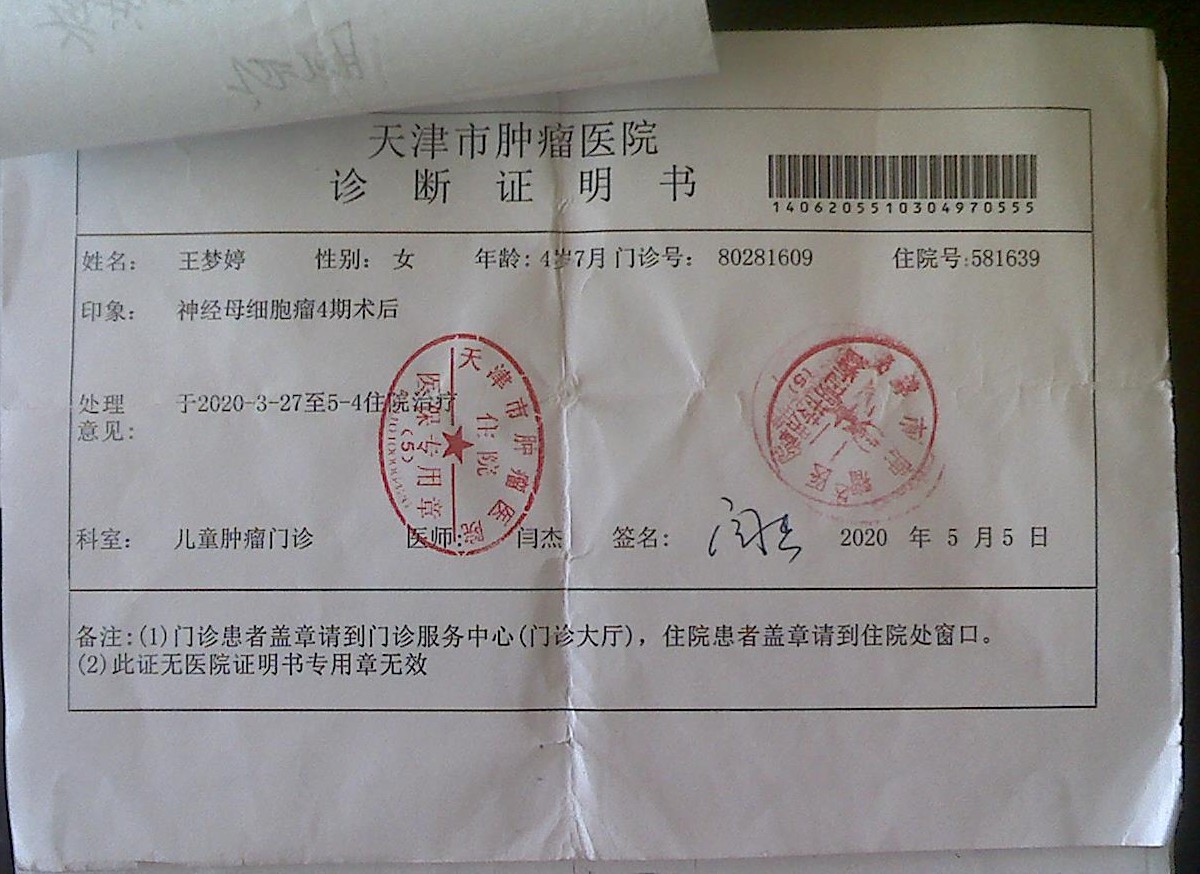 天津市肿瘤医院
诊断证明书
1406205510304970555
姓名: 王梦婷 性别: 女 年龄: 4岁7月 门诊号: 80281609 住院号:581639
印象: 神经母细胞瘤4期术后
处理 于2020-3-27至5-4住院治疗
意见:
天津市肿瘤医院
住院
医保专用章
(5)
科室: 儿童肿瘤门诊 医师: 闫杰 签名: 闫杰 2020 年 5 月 5 日
备注:(1)门诊患者盖章请到门诊服务中心(门诊大厅)，住院患者盖章请到住院处窗口。
(2)此证无医院证明书专用章无效